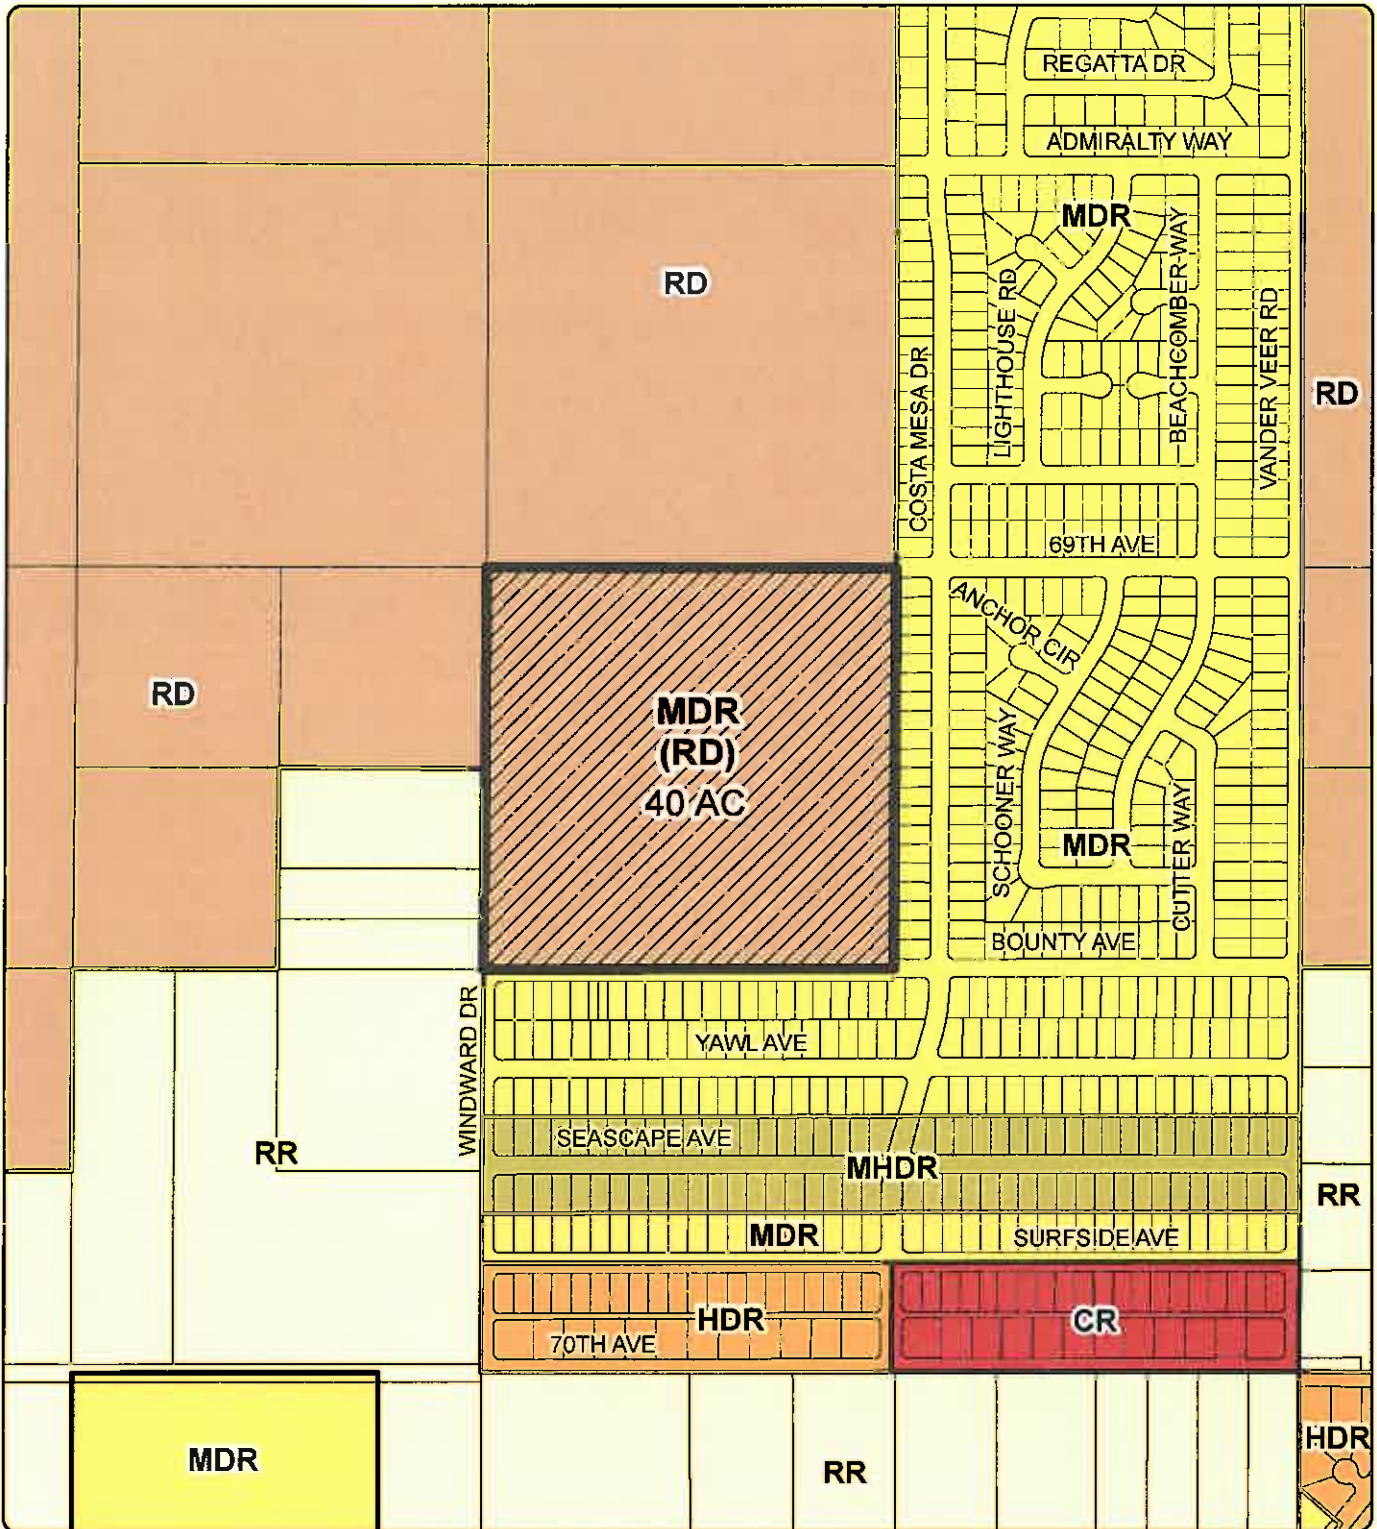 REGATTA DR
ADMIRALTY WAY
MDR
RD
LIGHTHOUSE RD
BEACHCOMBER WAY
VANDER VEER RD
COSTA MESA DR
RD
69TH AVE
ANCHOR CIR
RD
MDR
(RD)
40 AC
SCHOONER WAY
MDR
CUTTER WAY
BOUNTY AVE
WINDWARD DR
YAWL AVE
SEASCAPE AVE
RR
MHDR
RR
MDR
SURFSIDE AVE
HDR
CR
70TH AVE
MDR
RR
HDR